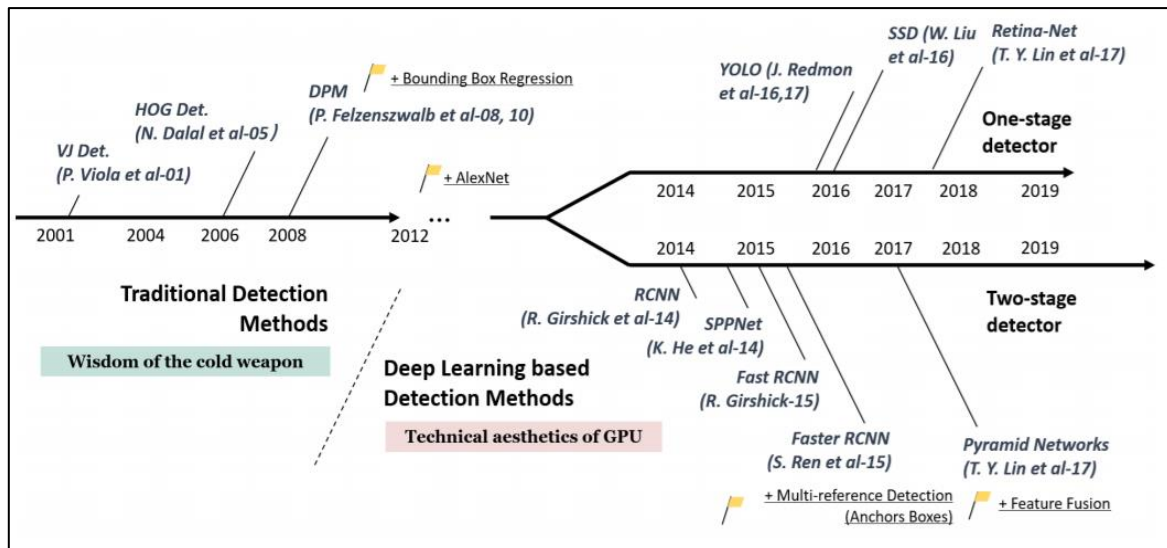 + Bounding Box Regression
DPM
(P. Felzenszwalb et al-08, 10)
HOG Det.
(N. Dalal et al-05)
VJ Det.
(P. Viola et al-01)
+ AlexNet
...
2001 2004 2006 2008 2012
Traditional Detection
Methods
Wisdom of the cold weapon
Deep Learning based
Detection Methods
Technical aesthetics of GPU
SSD (W. Liu
et al-16)
Retina-Net
(T. Y. Lin et al-17)
YOLO (J. Redmon
et al-16,17)
One-stage
detector
2014 2015 2016 2017 2018 2019
2014 2015 2016 2017 2018 2019
Two-stage
detector
RCNN
(R. Girshick et al-14)
SPPNet
(K. He et al-14)
Fast RCNN
(R. Girshick-15)
Faster RCNN
(S. Ren et al-15)
+ Multi-reference Detection
(Anchors Boxes)
Pyramid Networks
(T. Y. Lin et al-17)
+ Feature Fusion